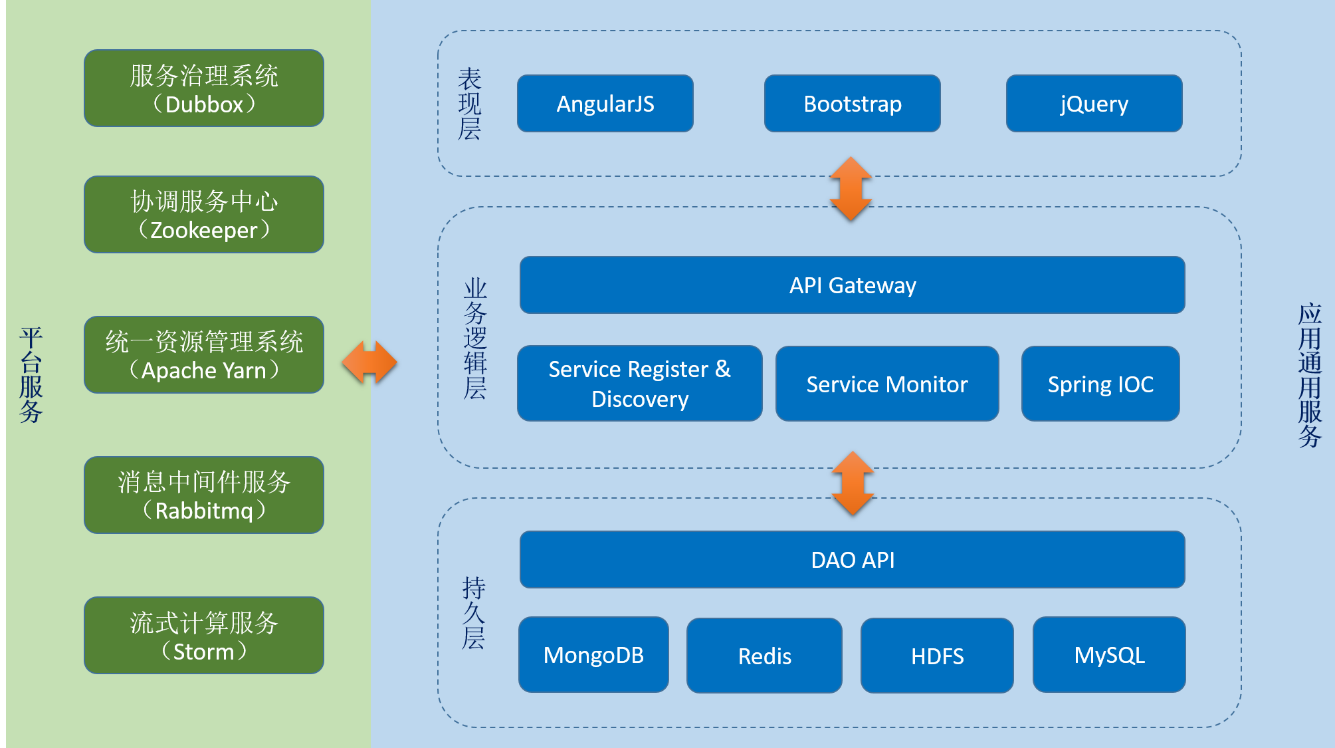 平台服务
服务治理系统
（Dubbox）
协调服务中心
（Zookeeper）
统一资源管理系统
（Apache Yarn）
消息中间件服务
（Rabbitmq）
流式计算服务
（Storm）
表现层
AngularJS
Bootstrap
jQuery
业务逻辑层
API Gateway
Service Register &
Discovery
Service Monitor
Spring IOC
持久层
DAO API
MongoDB
Redis
HDFS
MySQL
应用通用服务